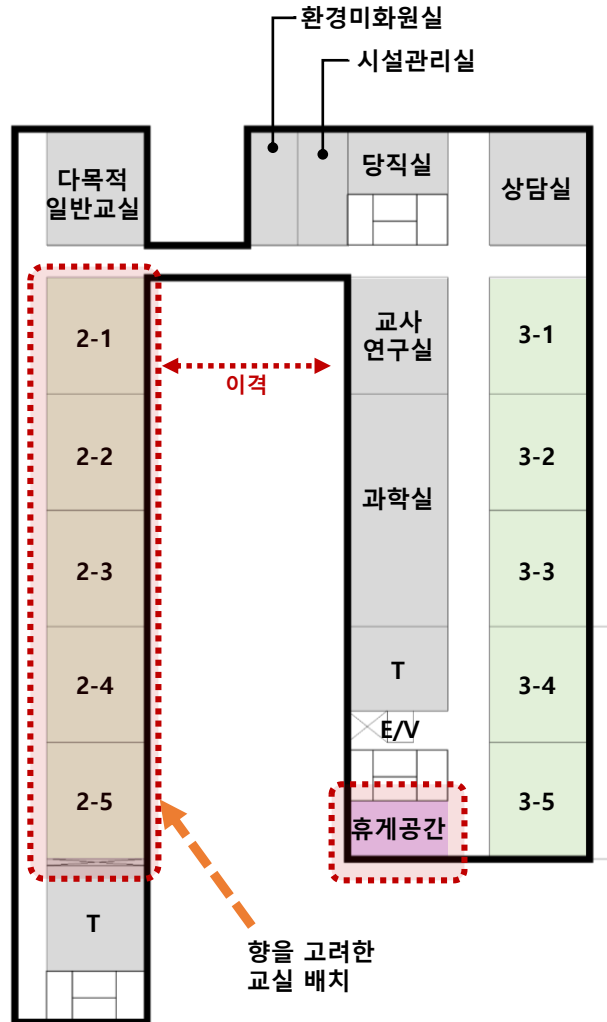 환경미화원실
시설관리실
다목적
일반교실
당직실
상담실
2-1
이격
교사
연구실
3-1
2-2
과학실
3-2
2-3
3-3
2-4
T
3-4
E/V
2-5
휴게공간
3-5
T
향을 고려한
교실 배치